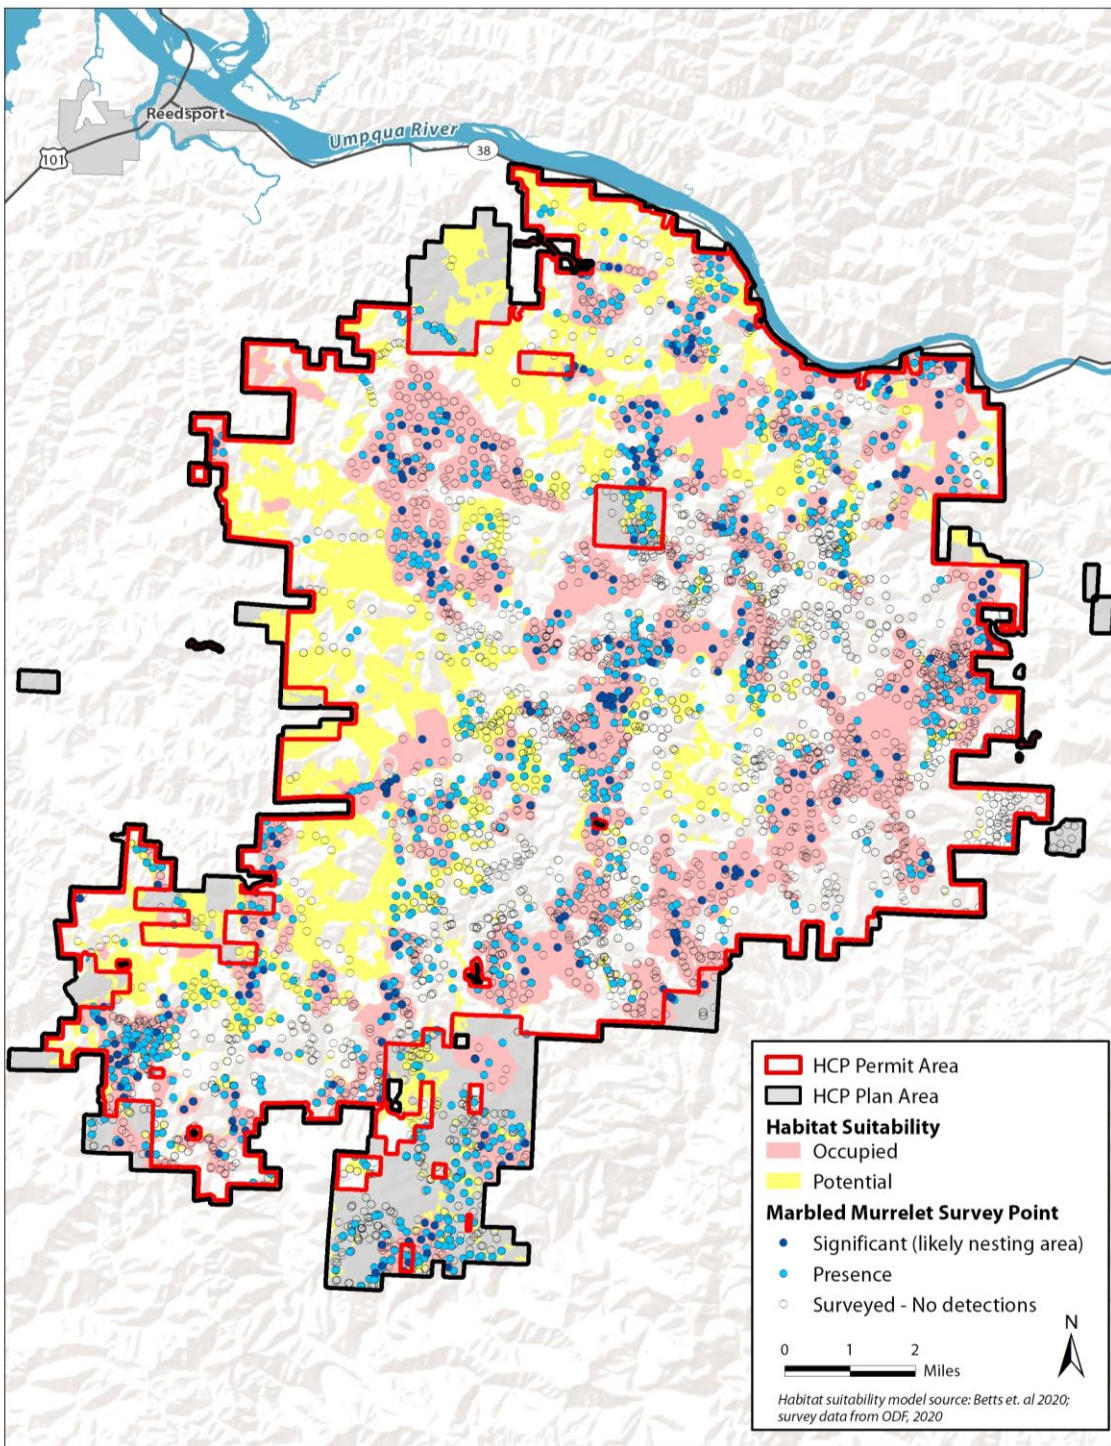 Reedsport
Umpqua River
101
38
HCP Permit Area
HCP Plan Area
Habitat Suitability
Occupied
Potential
Marbled Murrelet Survey Point
Significant (likely nesting area)
Presence
Surveyed - No detections
N
0 1 2
Miles
Habitat suitability model source: Betts et. al 2020;
survey data from ODF, 2020